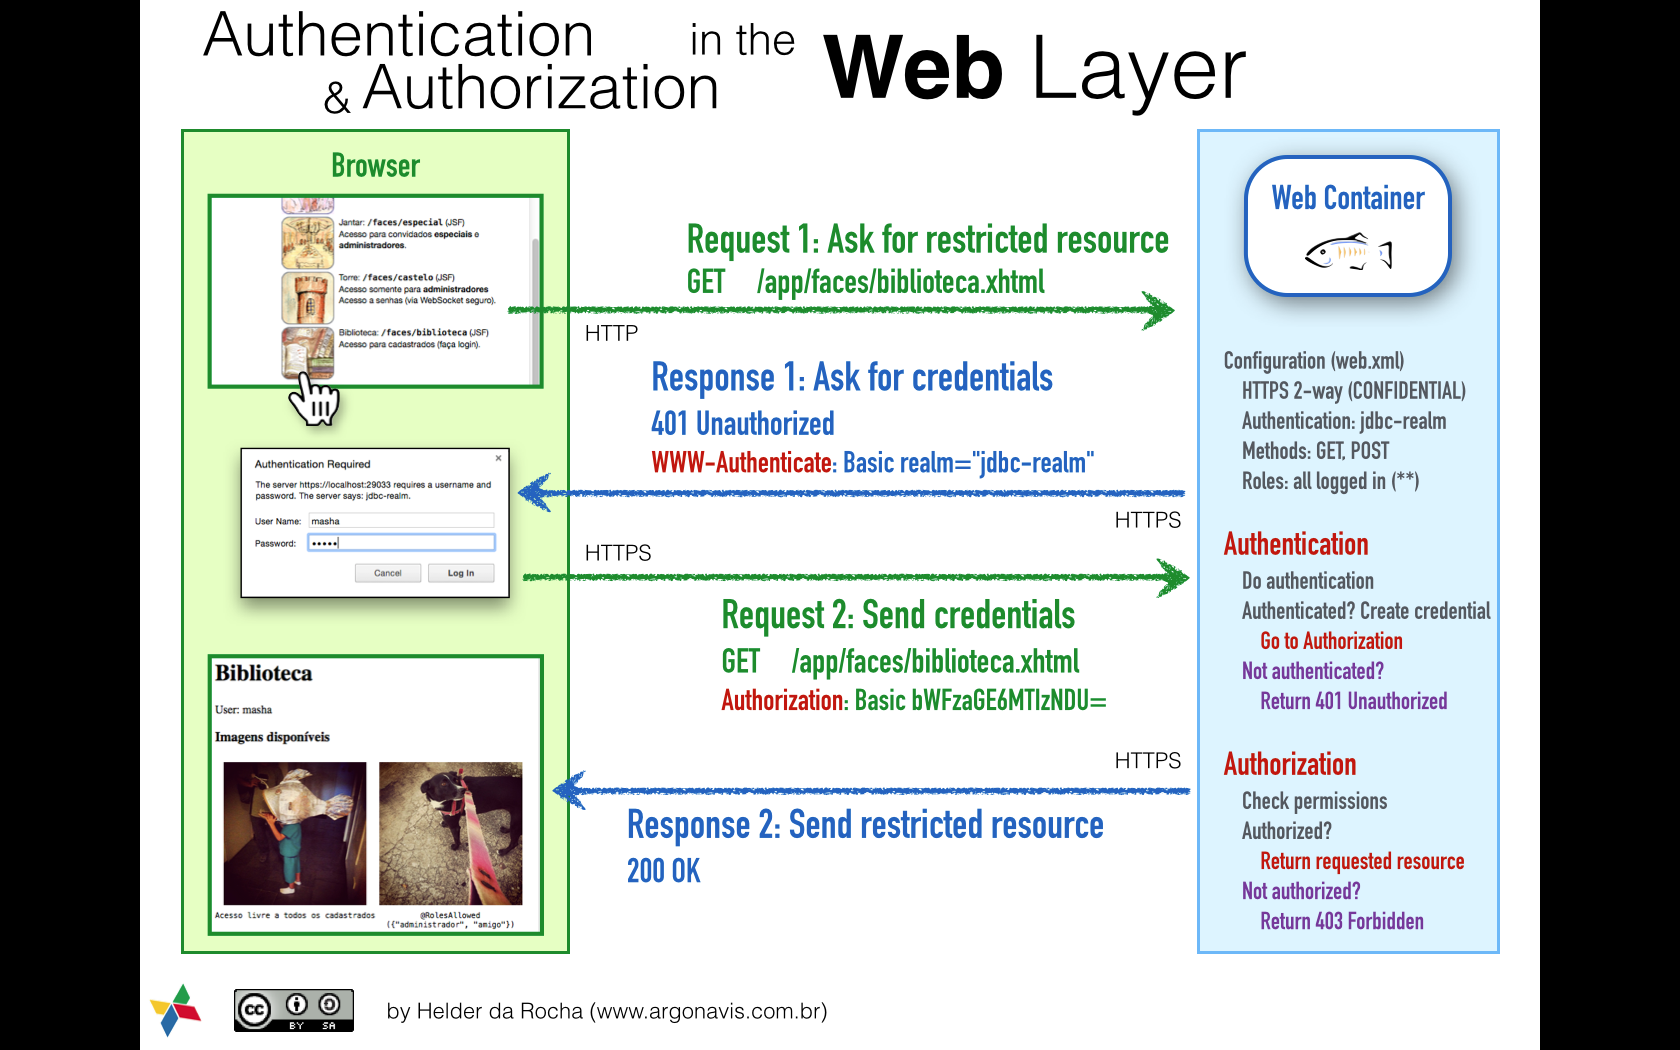 Authentication
& Authorization
in the
Web Layer
Browser
Jantar: /faces/especial (JSF)
Acesso para convidados especiais e
administradores.
Torre: /faces/castelo (JSF)
Acesso somente para administradores
Acesso a senhas (via WebSocket seguro).
Biblioteca: /faces/biblioteca (JSF)
Acesso para cadastrados (faça login).
Authentication Required
The server https://localhost:29033 requires a username and
password. The server says: jdbc-realm.
User Name: masha
Password: •••••
Cancel Log In
Biblioteca
User: masha
Imagens disponíveis
Acesso livre a todos os cadastrados
@RolesAllowed
({"administrador", "amigo"})
Request 1: Ask for restricted resource
GET /app/faces/biblioteca.xhtml
HTTP
Response 1: Ask for credentials
401 Unauthorized
WWW-Authenticate: Basic realm="jdbc-realm"
HTTPS
HTTPS
Request 2: Send credentials
GET /app/faces/biblioteca.xhtml
Authorization: Basic bWFzaGE6MTIzNDU=
HTTPS
Response 2: Send restricted resource
200 OK
Web Container
Configuration (web.xml)
HTTPS 2-way (CONFIDENTIAL)
Authentication: jdbc-realm
Methods: GET, POST
Roles: all logged in (**)
Authentication
Do authentication
Authenticated? Create credential
Go to Authorization
Not authenticated?
Return 401 Unauthorized
Authorization
Check permissions
Authorized?
Return requested resource
Not authorized?
Return 403 Forbidden
cc
BY SA
by Helder da Rocha (www.argonavis.com.br)